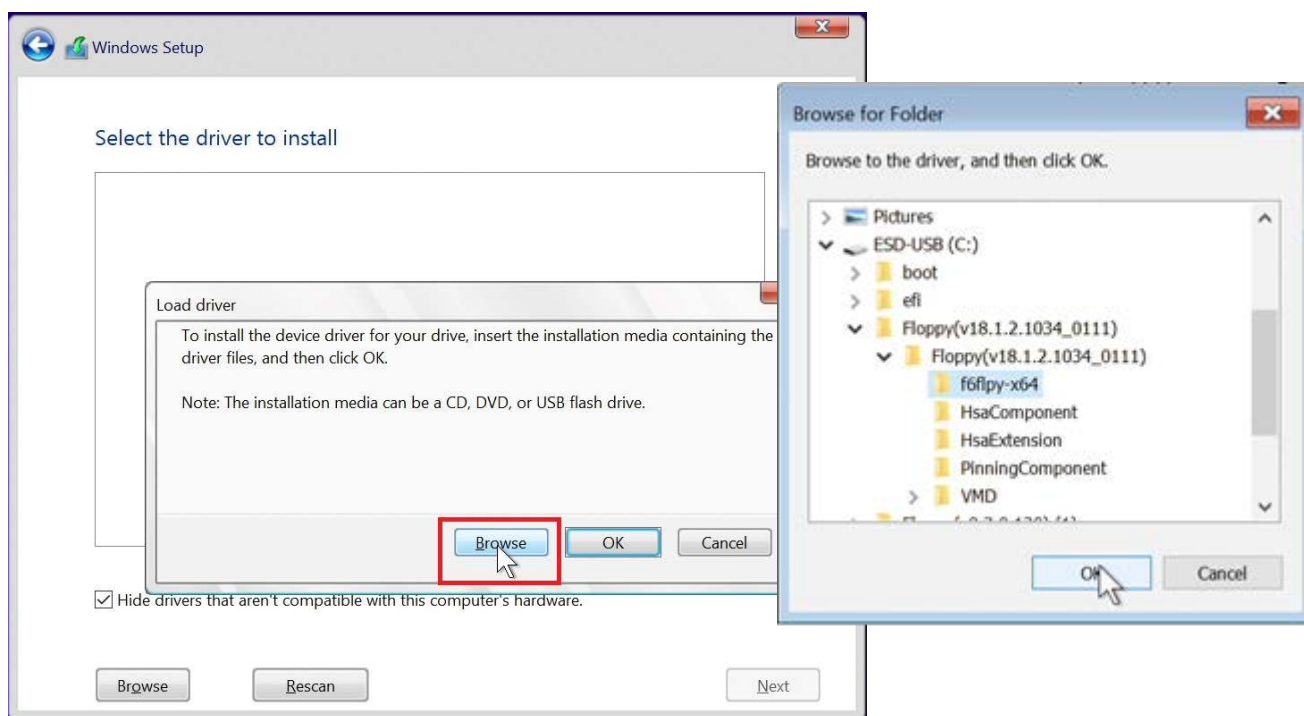 Windows Setup
Select the driver to install
Load driver
To install the device driver for your drive, insert the installation media containing the
driver files, and then click OK.
Note: The installation media can be a CD, DVD, or USB flash drive.
Browse
OK
Cancel
Hide drivers that aren't compatible with this computer's hardware.
Browse
Rescan
Next
Browse for Folder
Browse to the driver, and then click OK.
Pictures
ESD-USB (C:)
boot
efi
Floppy(v18.1.2.1034_0111)
Floppy(v18.1.2.1034_0111)
f6flpy-x64
HsaComponent
HsaExtension
PinningComponent
VMD
OK
Cancel